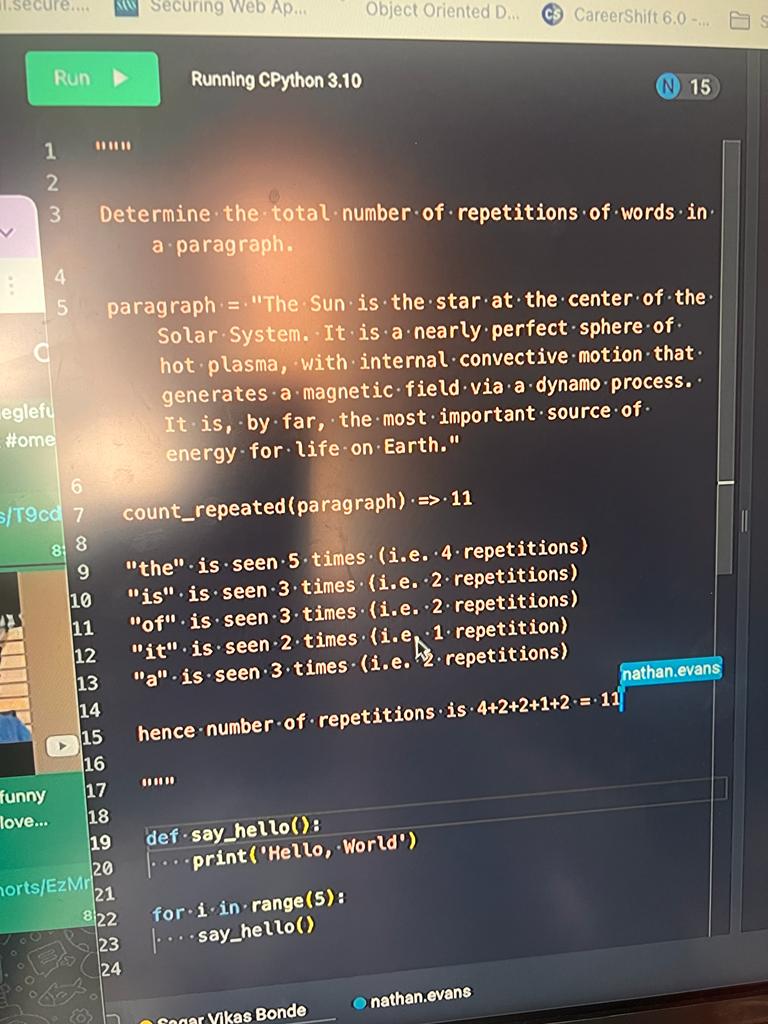 Securing Web Ap...
Object Oriented D...
CS CareerShift 6.0 -...
Run
Running CPython 3.10
N 15
1 """
2
3 Determine the total number of repetitions of words in
a paragraph.
4
5 paragraph = "The Sun is the star at the center of the
Solar System. It is a nearly perfect sphere of
hot plasma, with internal convective motion that
generates a magnetic field via a dynamo process.
It is, by far, the most important source of
energy for life on Earth."
6
7 count_repeated(paragraph) => 11
8
9 "the" is seen 5 times (i.e. 4 repetitions)
10 "is" is seen 3 times (i.e. 2 repetitions)
11 "of" is seen 3 times (i.e. 2 repetitions)
12 "it" is seen 2 times (i.e. 1 repetition)
13 "a" is seen 3 times (i.e. 2 repetitions)
nathan.evans
14
15 hence number of repetitions is 4+2+2+1+2 = 11
16
17 """
18
19 def say_hello():
20 print('Hello, World')
21
22 for i in range(5):
23 say_hello()
24
#ome
s/T9cd
funny
love...
orts/EzMr
Sagar Vikas Bonde
nathan.evans